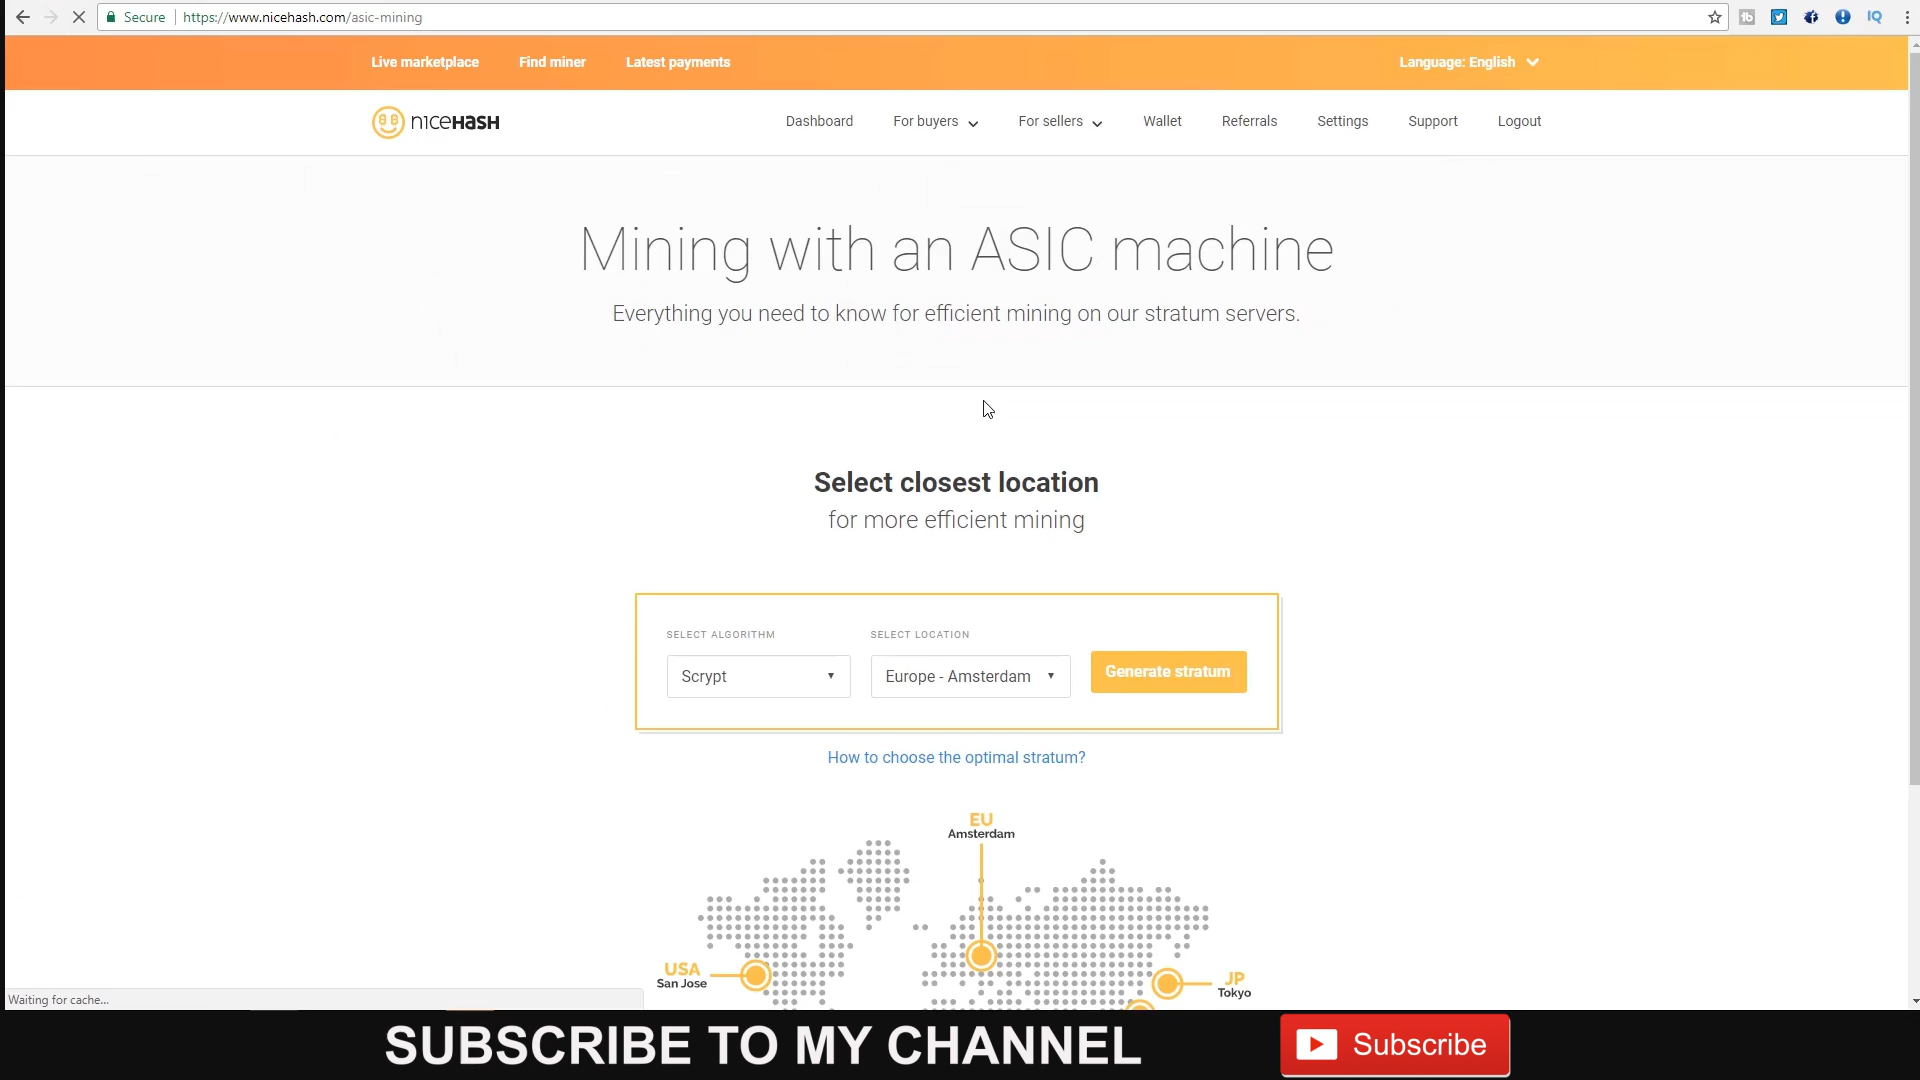 Secure https://www.nicehash.com/asic-mining
Live marketplace Find miner Latest payments Language: English
nicehash Dashboard For buyers For sellers Wallet Referrals Settings Support Logout
Mining with an ASIC machine
Everything you need to know for efficient mining on our stratum servers.
Select closest location
for more efficient mining
SELECT ALGORITHM SELECT LOCATION
Scrypt Europe - Amsterdam Generate stratum
How to choose the optimal stratum?
EU
Amsterdam
USA
San Jose
JP
Tokyo
Waiting for cache...
SUBSCRIBE TO MY CHANNEL Subscribe